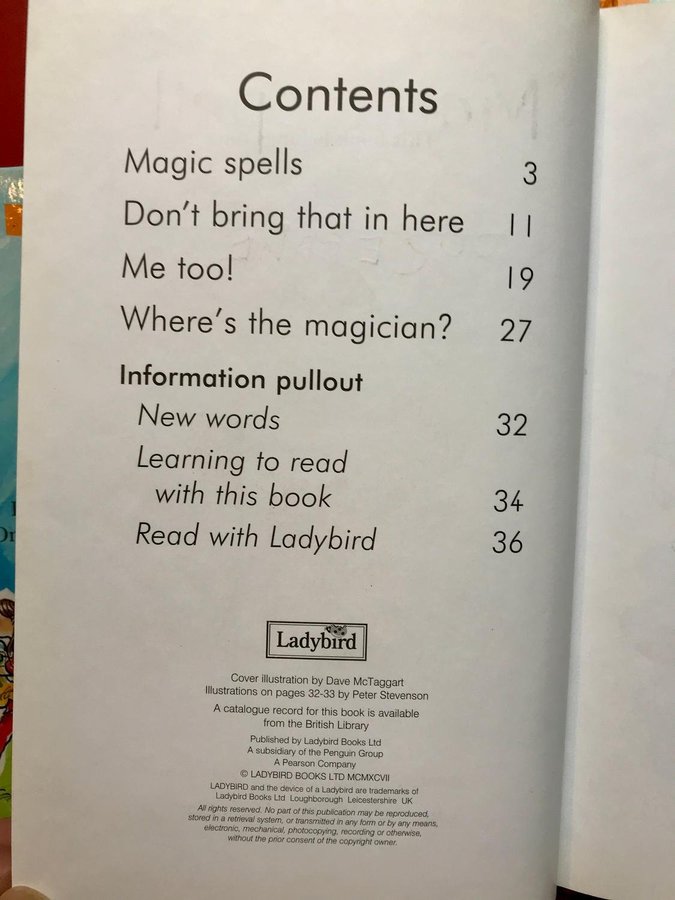 Contents
Magic spells 3
Don't bring that in here 11
Me too! 19
Where's the magician? 27
Information pullout
New words 32
Learning to read
with this book 34
Read with Ladybird 36
Ladybird
Cover illustration by Dave McTaggart
Illustrations on pages 32-33 by Peter Stevenson
A catalogue record for this book is available
from the British Library
Published by Ladybird Books Ltd
A subsidiary of the Penguin Group
A Pearson Company
© LADYBIRD BOOKS LTD MCMXCVII
LADYBIRD and the device of a Ladybird are trademarks of
Ladybird Books Ltd Loughborough Leicestershire UK
All rights reserved. No part of this publication may be reproduced,
stored in a retrieval system, or transmitted in any form or by any means,
electronic, mechanical, photocopying, recording or otherwise,
without the prior consent of the copyright owner.